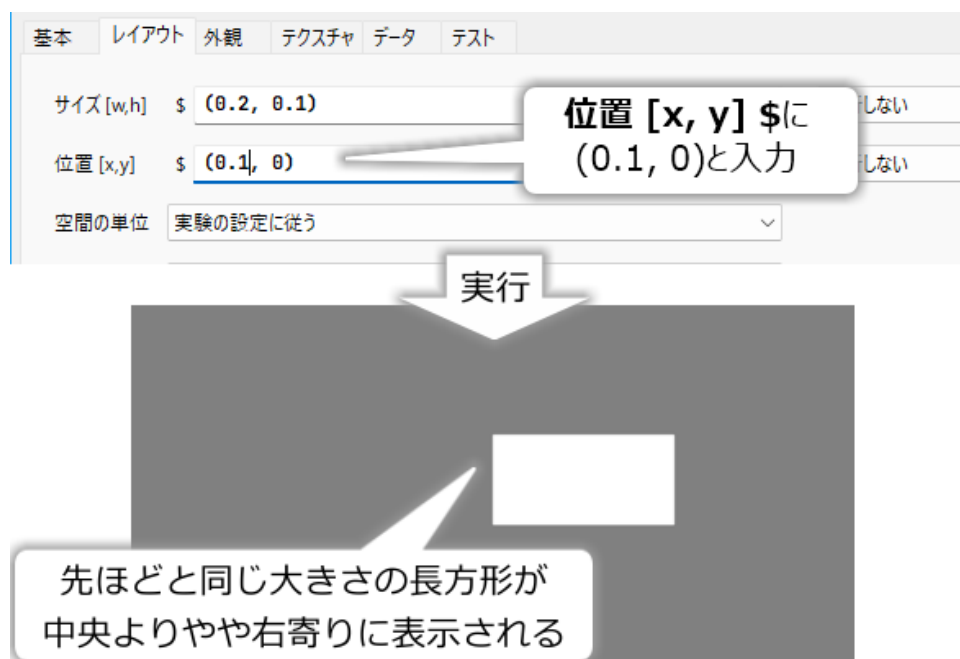 基本 レイアウト 外観 テクスチャ データ テスト
サイズ [w,h] $ (0.2, 0.1)
しない
位置 [x, y] $に
(0.1, 0)と入力
位置 [x,y] $ (0.1, 0)
しない
空間の単位 実験の設定に従う
実行
先ほどと同じ大きさの長方形が
中央よりやや右寄りに表示される